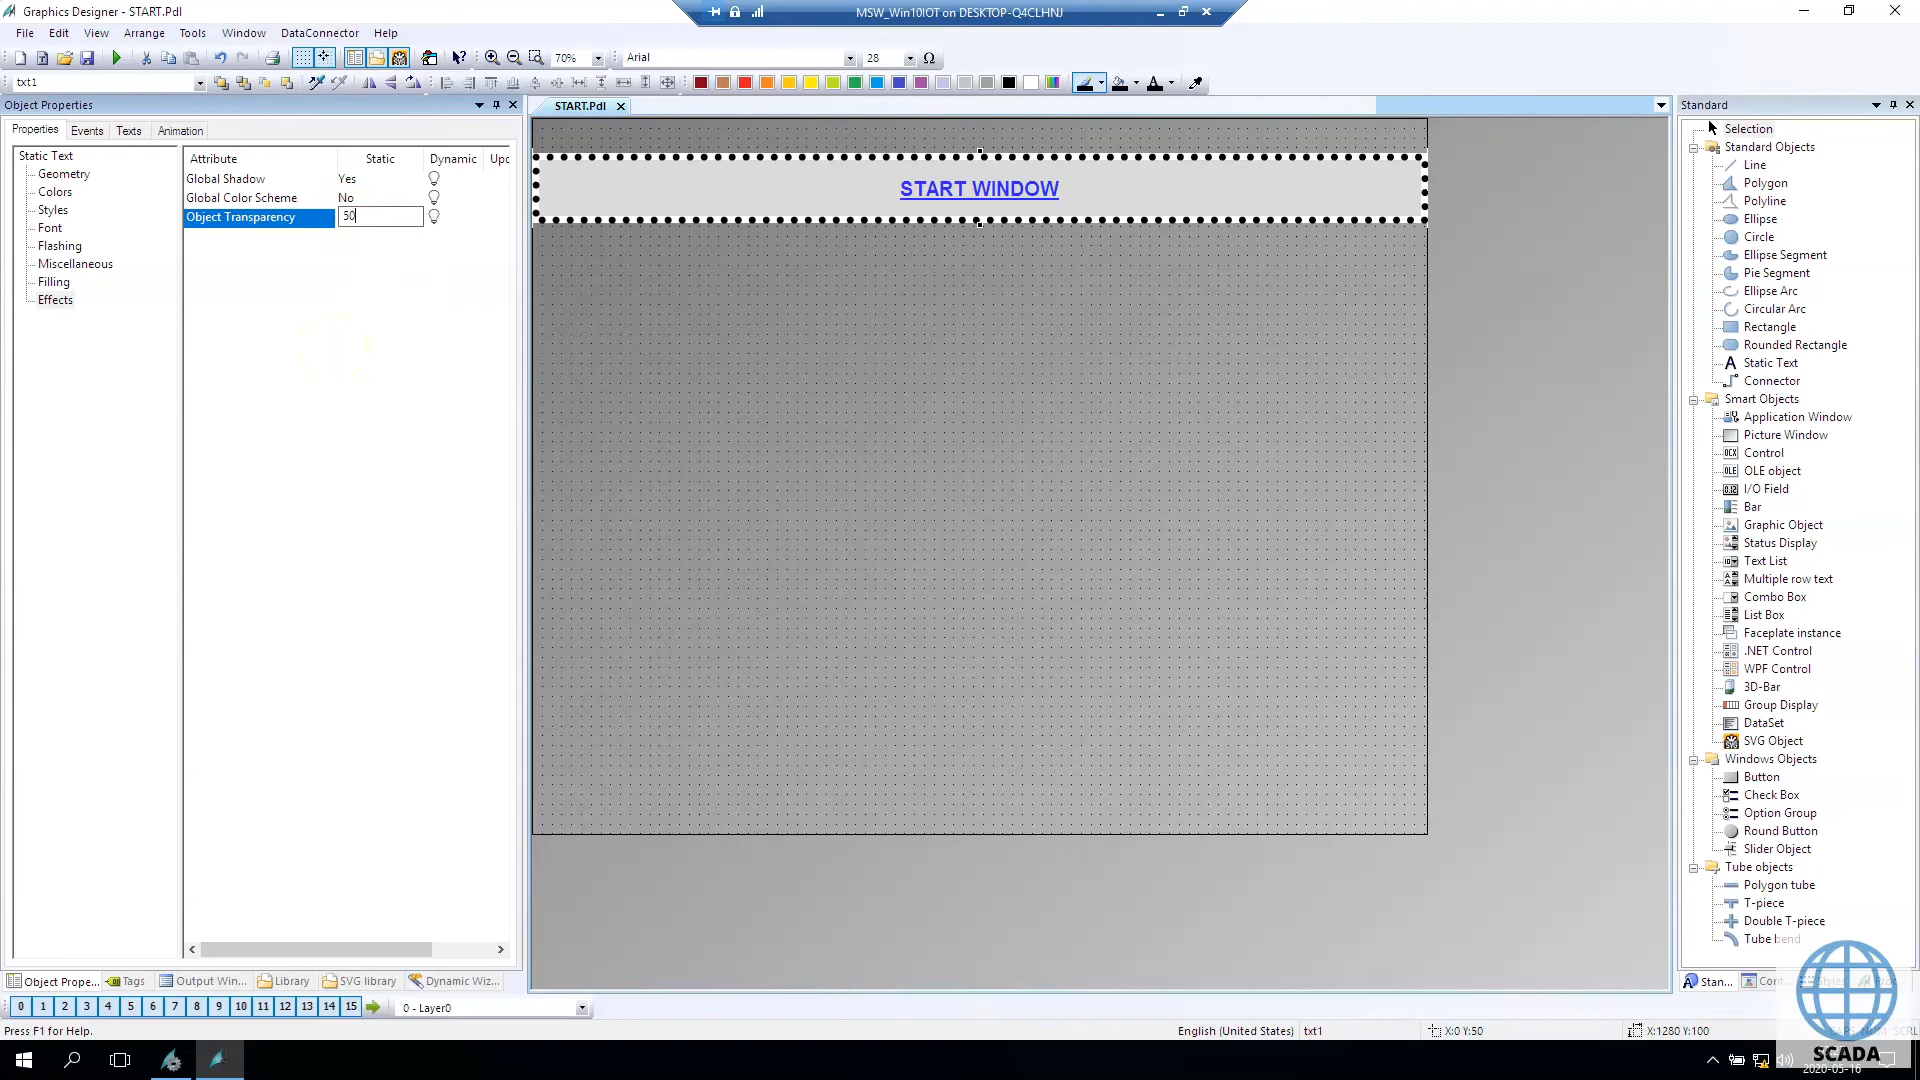 Graphics Designer - START.Pdl
MSW_Win10IOT on DESKTOP-Q4CLHNJ
File Edit View Arrange Tools Window DataConnector Help
70% Arial 28 Ω
txt1
Object Properties
START.Pdl
Standard
Properties Events Texts Animation
Static Text
Geometry
Colors
Styles
Font
Flashing
Miscellaneous
Filling
Effects
Attribute Static Dynamic Upc
Global Shadow Yes
Global Color Scheme No
Object Transparency 50
START WINDOW
Selection
Standard Objects
Line
Polygon
Polyline
Ellipse
Circle
Ellipse Segment
Pie Segment
Ellipse Arc
Circular Arc
Rectangle
Rounded Rectangle
A Static Text
Connector
Smart Objects
Application Window
Picture Window
OCX Control
OLE OLE object
I/O Field
Bar
Graphic Object
Status Display
Text List
Multiple row text
Combo Box
List Box
Faceplate instance
.NET Control
WPF Control
3D-Bar
Group Display
DataSet
SVG Object
Windows Objects
Button
Check Box
Option Group
Round Button
Slider Object
Tube objects
Polygon tube
T-piece
Double T-piece
Tube bend
Object Prope... Tags Output Win... Library SVG library Dynamic Wiz...
Stan... Cont
0 1 2 3 4 5 6 7 8 9 10 11 12 13 14 15 0 - Layer0
Press F1 for Help. English (United States) txt1 X:0 Y:50 X:1280 Y:100
SCADA
2020-05-16